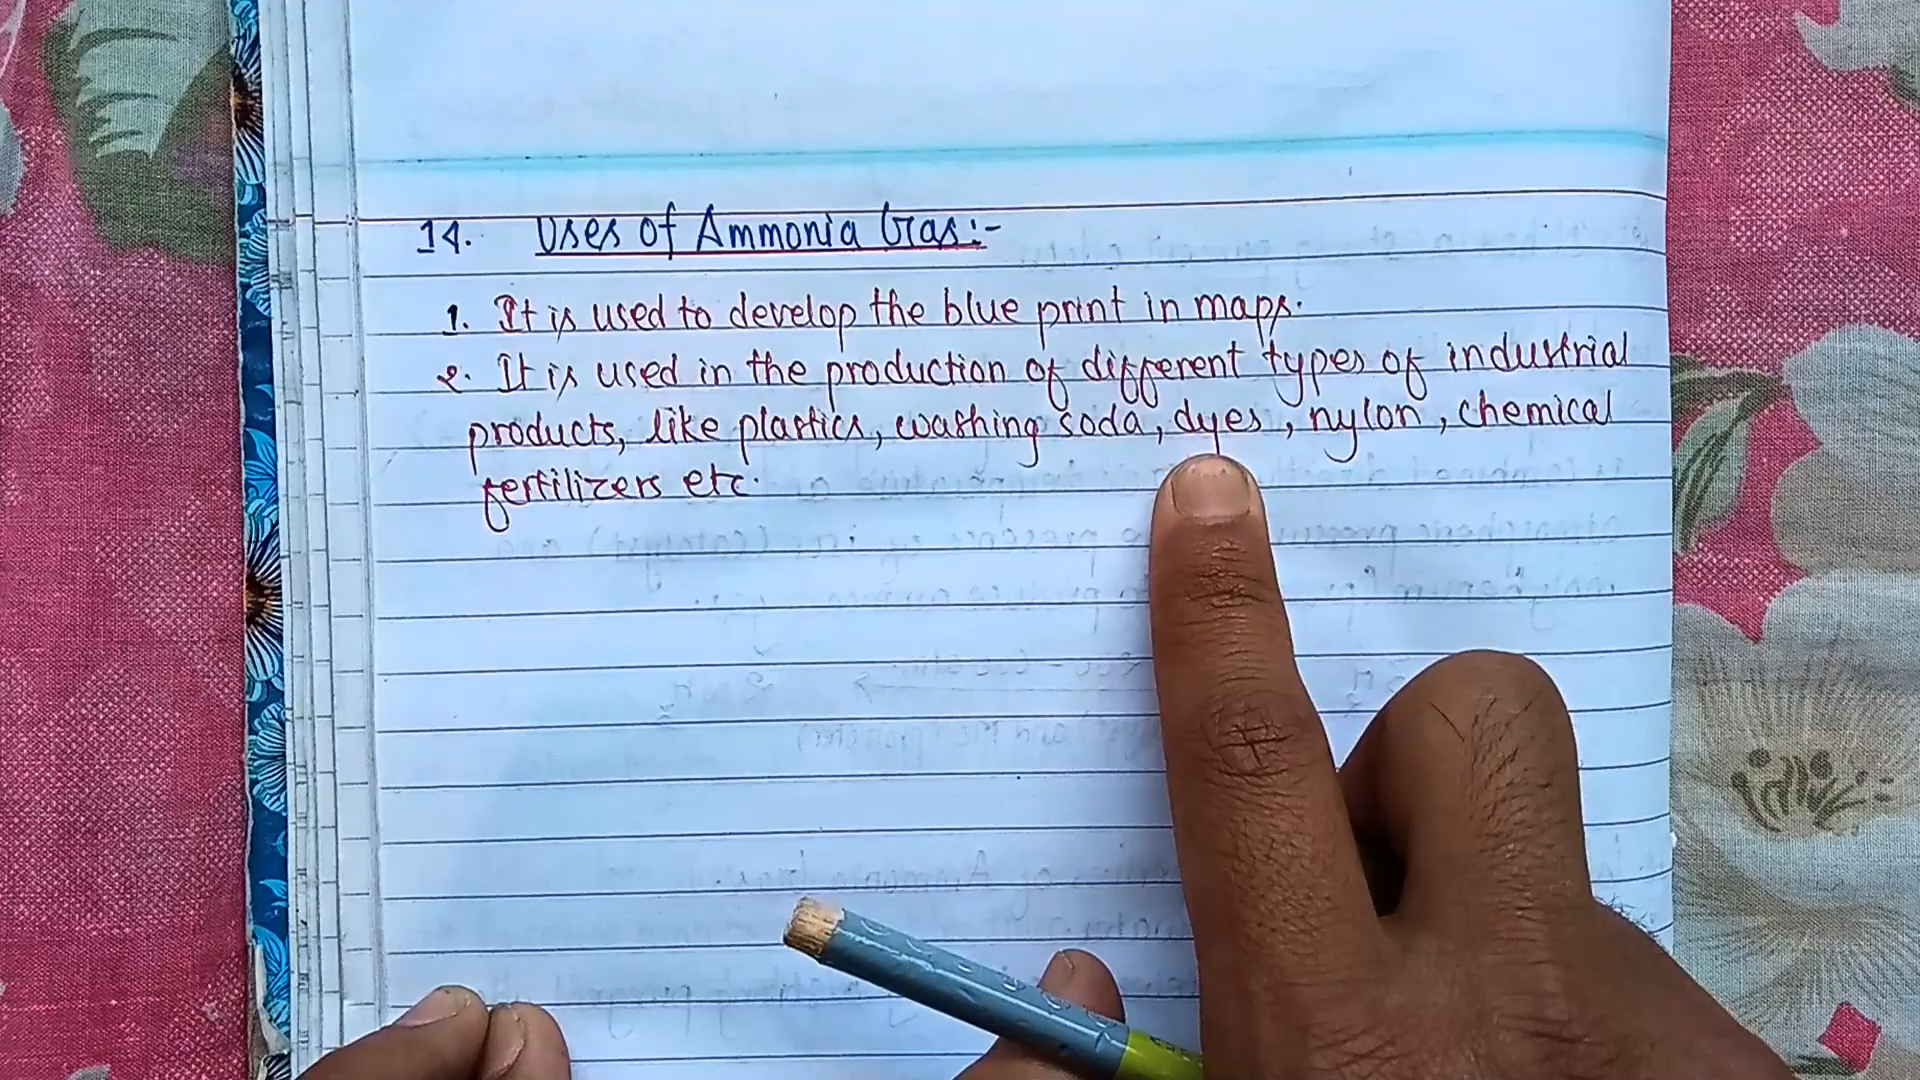 14. Uses of Ammonia Gas:-
1. It is used to develop the blue print in maps.
2. It is used in the production of different types of industrial
products, like plastics, washing soda, dyes, nylon, chemical
fertilizers etc.